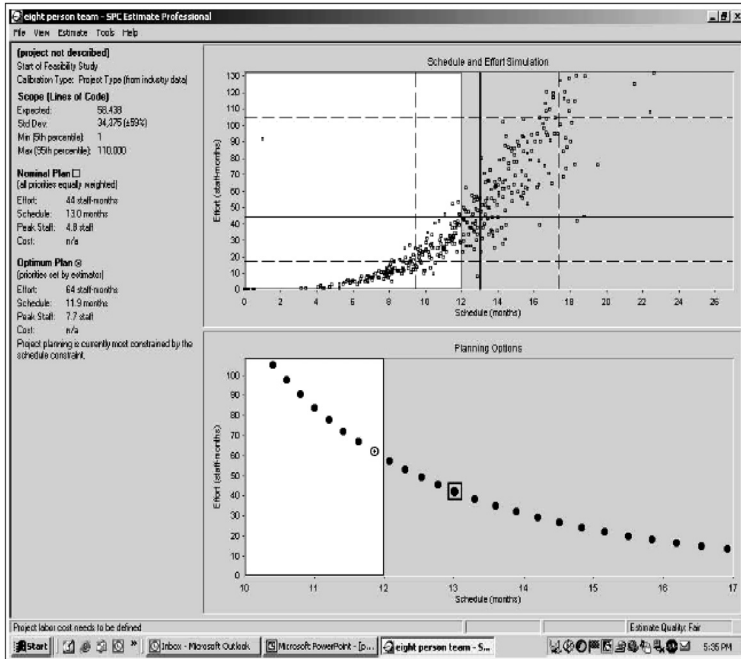 eight person team - SPC Estimate Professional
File View Estimate Tools Help
(project not described)
Start of Feasibility Study
Calibration Type: Project Type (from industry data)
Scope (Lines of Code)
Expected: 58,438
Std Dev: 34,375 (±59%)
Min (5th percentile): 1
Max (95th percentile): 110,000
Nominal Plan
(all priorities equally weighted)
Effort: 44 staff-months
Schedule: 13.0 months
Peak Staff: 4.8 staff
Cost: n/a
Optimum Plan
(priorities set by estimator)
Effort: 64 staff-months
Schedule: 11.9 months
Peak Staff: 7.7 staff
Cost: n/a
Project planning is currently most constrained by the
schedule constraint.
Schedule and Effort Simulation
Effort (staff-months)
130
120
110
100
90
80
70
60
50
40
30
20
10
0
0 2 4 6 8 10 12 14 16 18 20 22 24 26
Schedule (months)
Planning Options
Effort (staff-months)
100
90
80
70
60
50
40
30
20
10
0
10 11 12 13 14 15 16 17
Schedule (months)
Project labor cost needs to be defined
Estimate Quality: Fair
Start
»
Inbox - Microsoft Outlook
Microsoft PowerPoint - [p...
eight person team - S...
5:35 PM